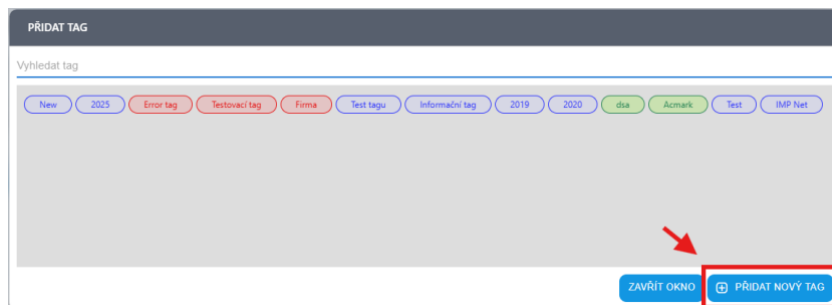 PŘIDAT TAG
Vyhledat tag
New 2025 Error tag Testovací tag Firma Test tagu Informační tag 2019 2020 dsa Acmark Test IMP Net
ZAVŘÍT OKNO PŘIDAT NOVÝ TAG